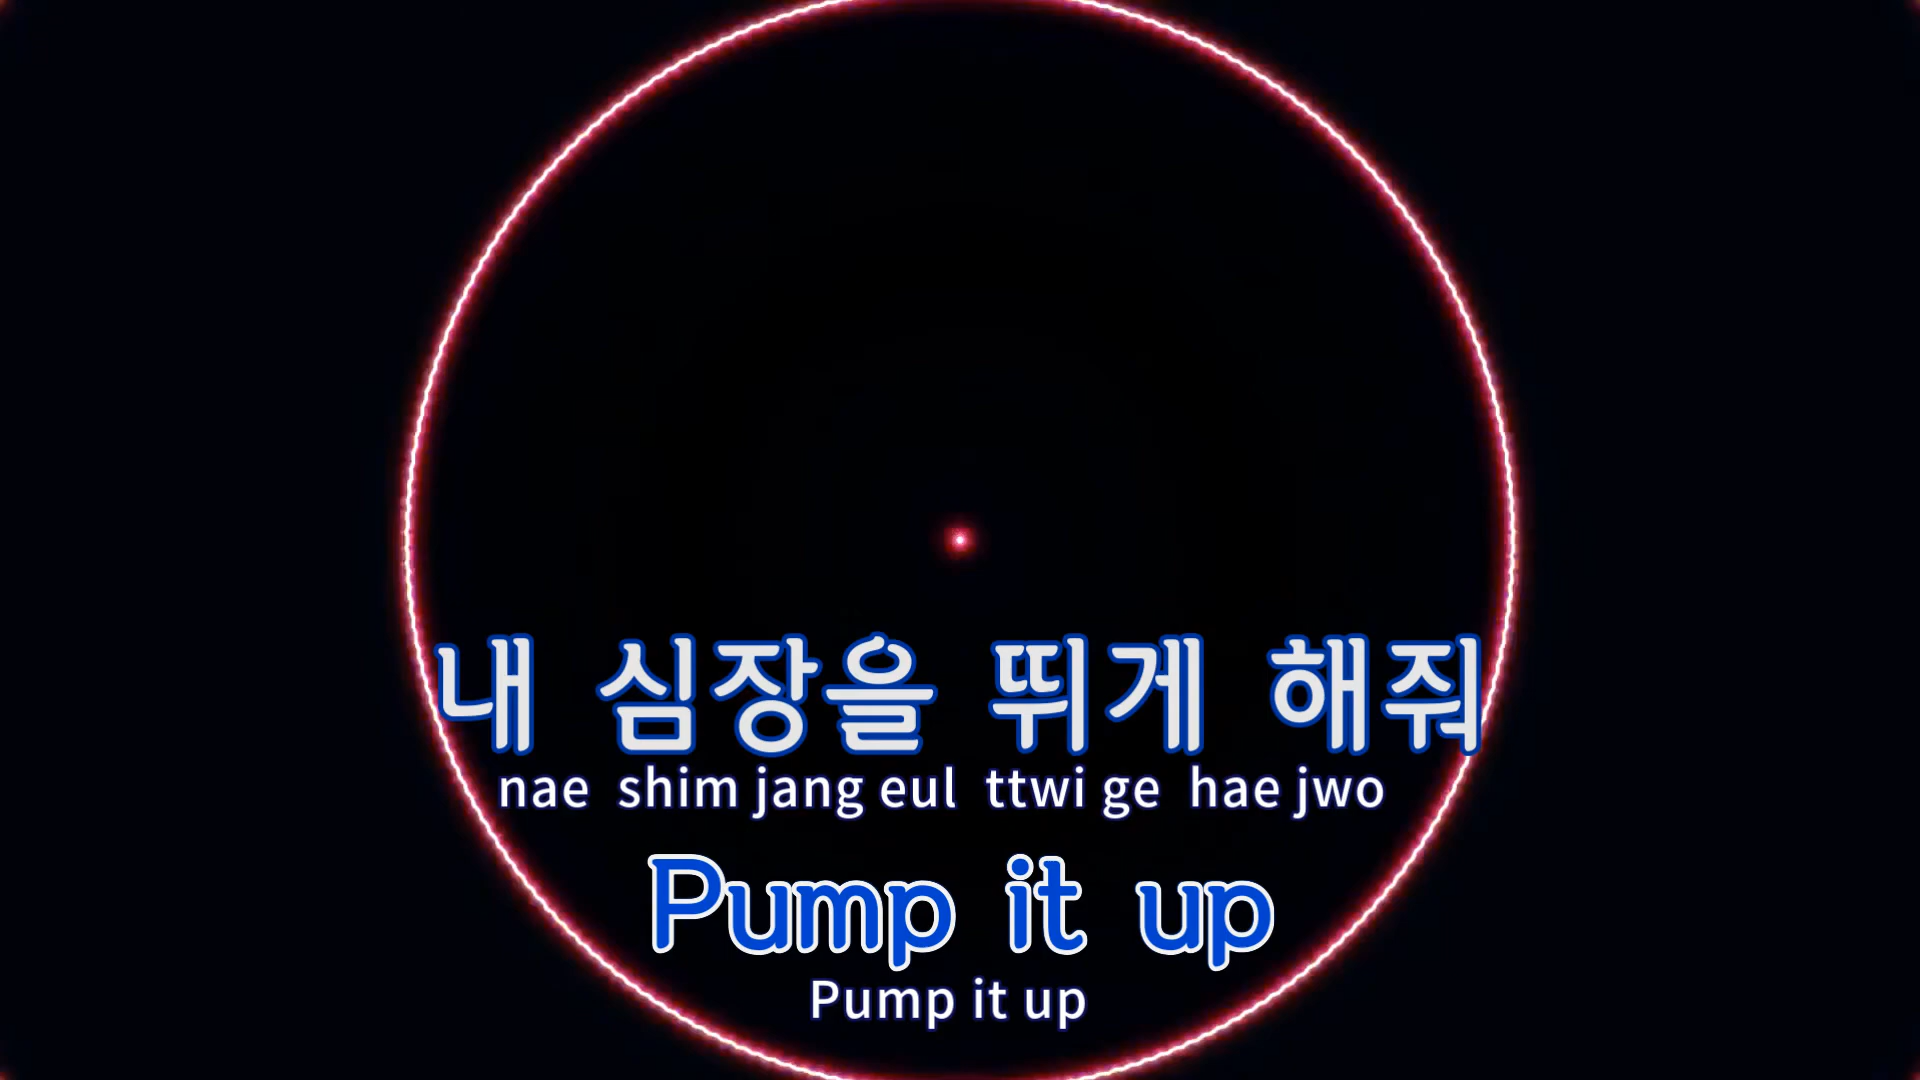 내 심장을 뛰게 해줘
nae shim jang eul ttwi ge hae jwo
Pump it up
Pump it up